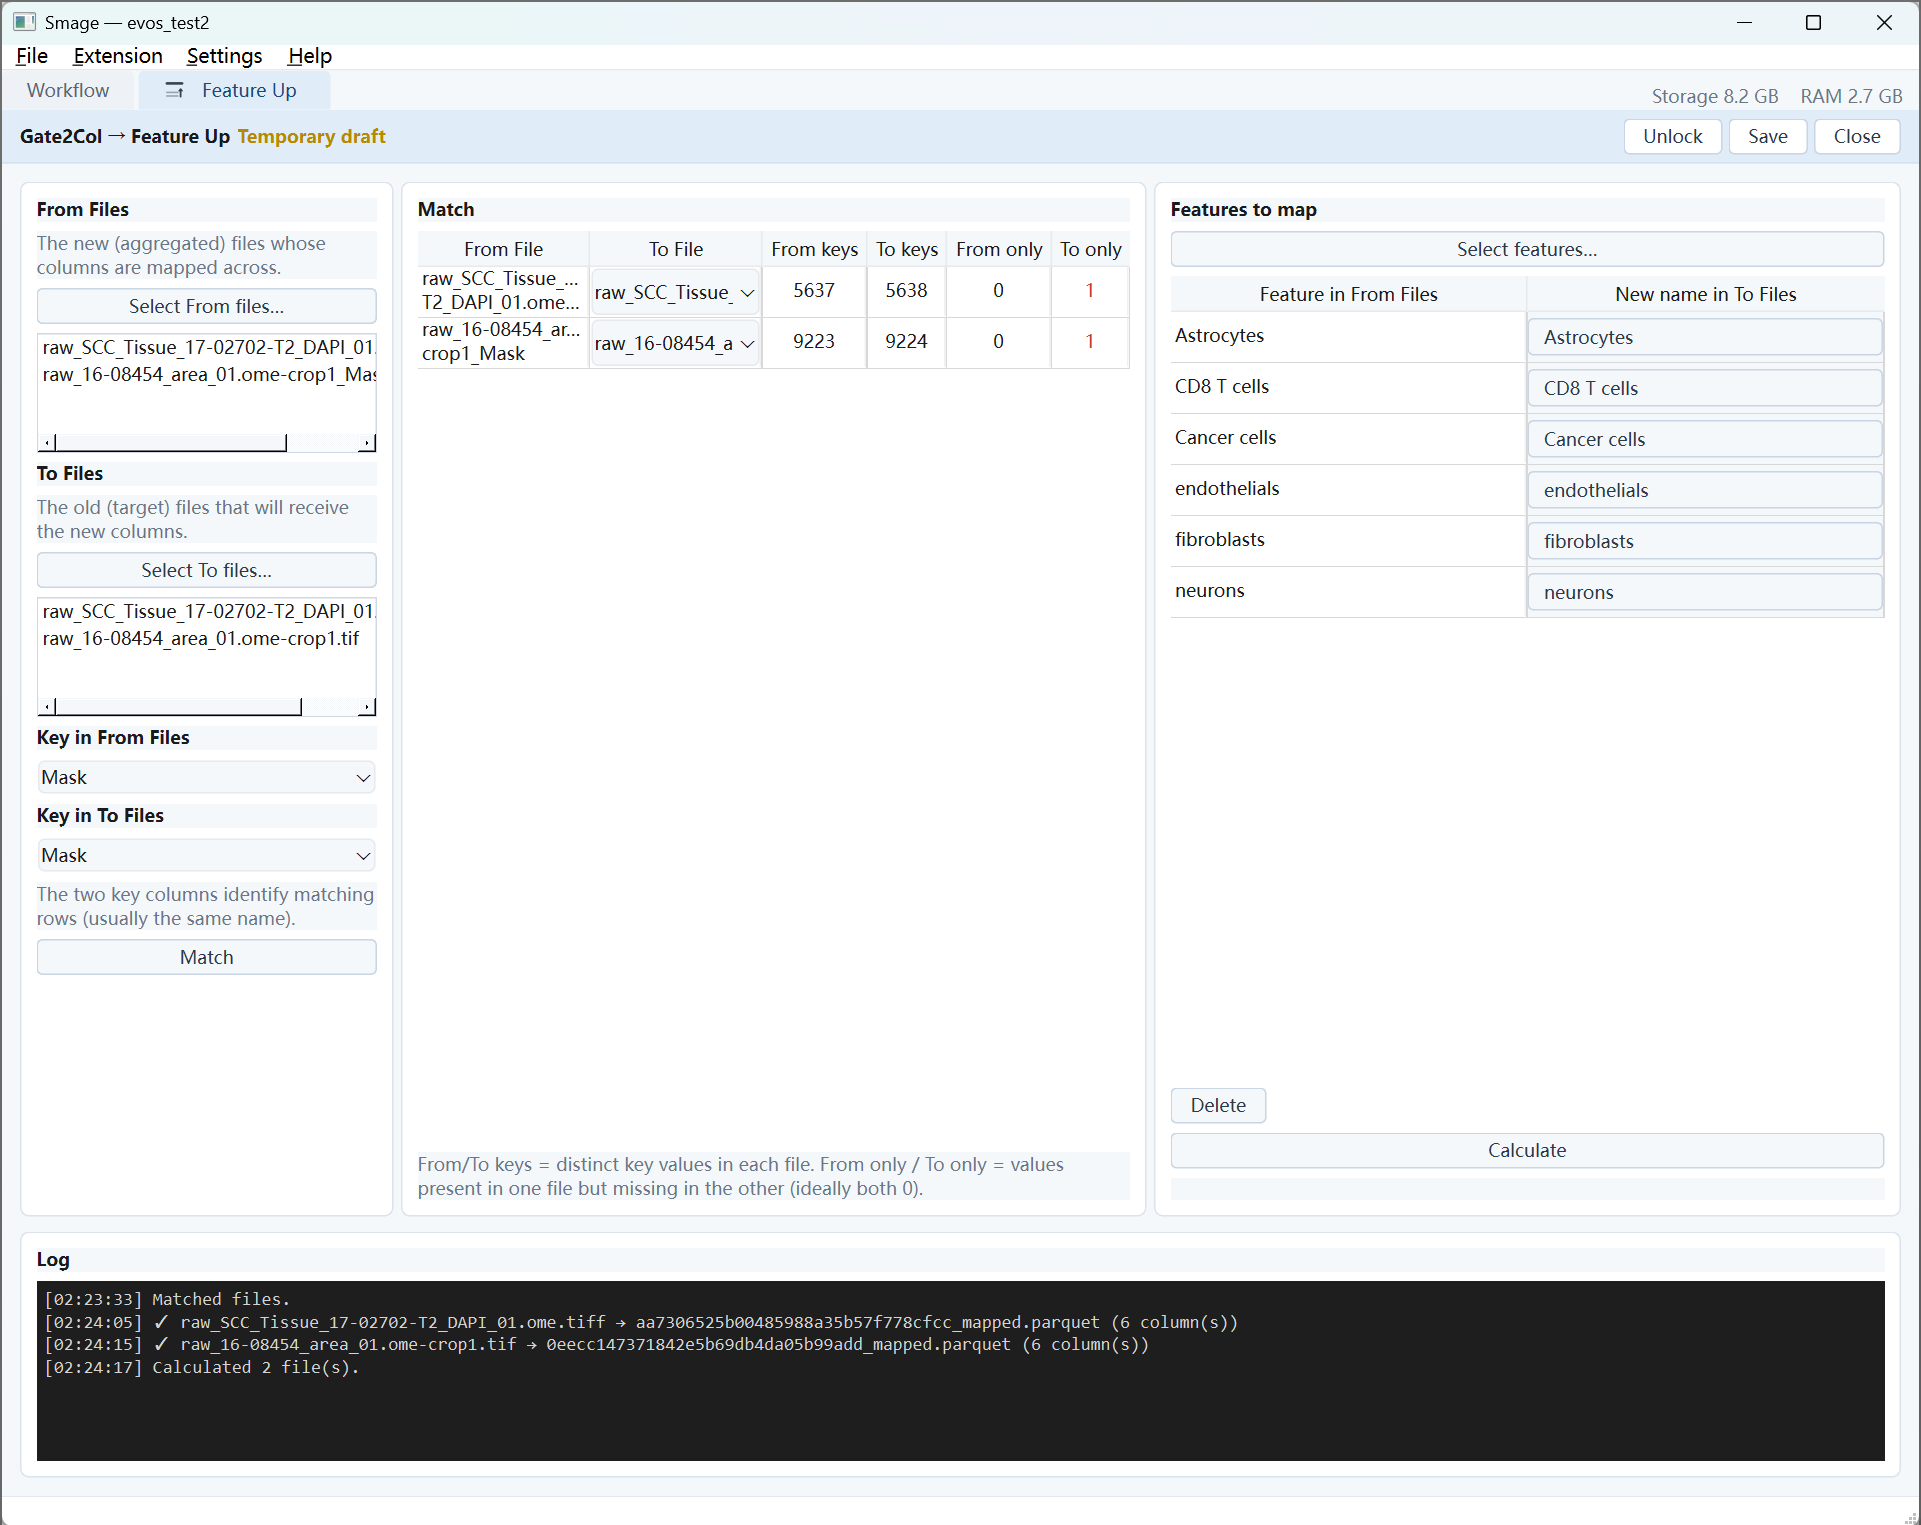 Smage — evos_test2
File Extension Settings Help
Workflow Feature Up
Storage 8.2 GB RAM 2.7 GB
Gate2Col → Feature Up Temporary draft
Unlock Save Close
From Files
The new (aggregated) files whose
columns are mapped across.
Select From files...
raw_SCC_Tissue_17-02702-T2_DAPI_01.
raw_16-08454_area_01.ome-crop1_Mas
To Files
The old (target) files that will receive
the new columns.
Select To files...
raw_SCC_Tissue_17-02702-T2_DAPI_01
raw_16-08454_area_01.ome-crop1.tif
Key in From Files
Mask
Key in To Files
Mask
The two key columns identify matching
rows (usually the same name).
Match
Match
From File To File From keys To keys From only To only
raw_SCC_Tissue_...
T2_DAPI_01.ome... raw_SCC_Tissue_ 5637 5638 0 1
raw_16-08454_ar...
crop1_Mask raw_16-08454_a 9223 9224 0 1
From/To keys = distinct key values in each file. From only / To only = values
present in one file but missing in the other (ideally both 0).
Features to map
Select features...
Feature in From Files New name in To Files
Astrocytes Astrocytes
CD8 T cells CD8 T cells
Cancer cells Cancer cells
endothelials endothelials
fibroblasts fibroblasts
neurons neurons
Delete
Calculate
Log
[02:23:33] Matched files.
[02:24:05] ✓ raw_SCC_Tissue_17-02702-T2_DAPI_01.ome.tiff → aa7306525b00485988a35b57f778cfcc_mapped.parquet (6 column(s))
[02:24:15] ✓ raw_16-08454_area_01.ome-crop1.tif → 0eecc147371842e5b69db4da05b99add_mapped.parquet (6 column(s))
[02:24:17] Calculated 2 file(s).